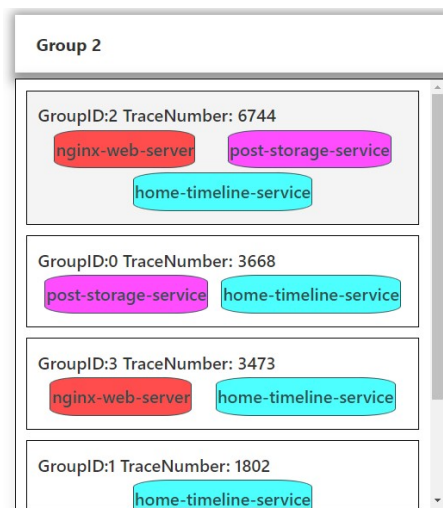 Group 2
GroupID:2 TraceNumber: 6744
nginx-web-server post-storage-service
home-timeline-service
GroupID:0 TraceNumber: 3668
post-storage-service home-timeline-service
GroupID:3 TraceNumber: 3473
nginx-web-server home-timeline-service
GroupID:1 TraceNumber: 1802
home-timeline-service